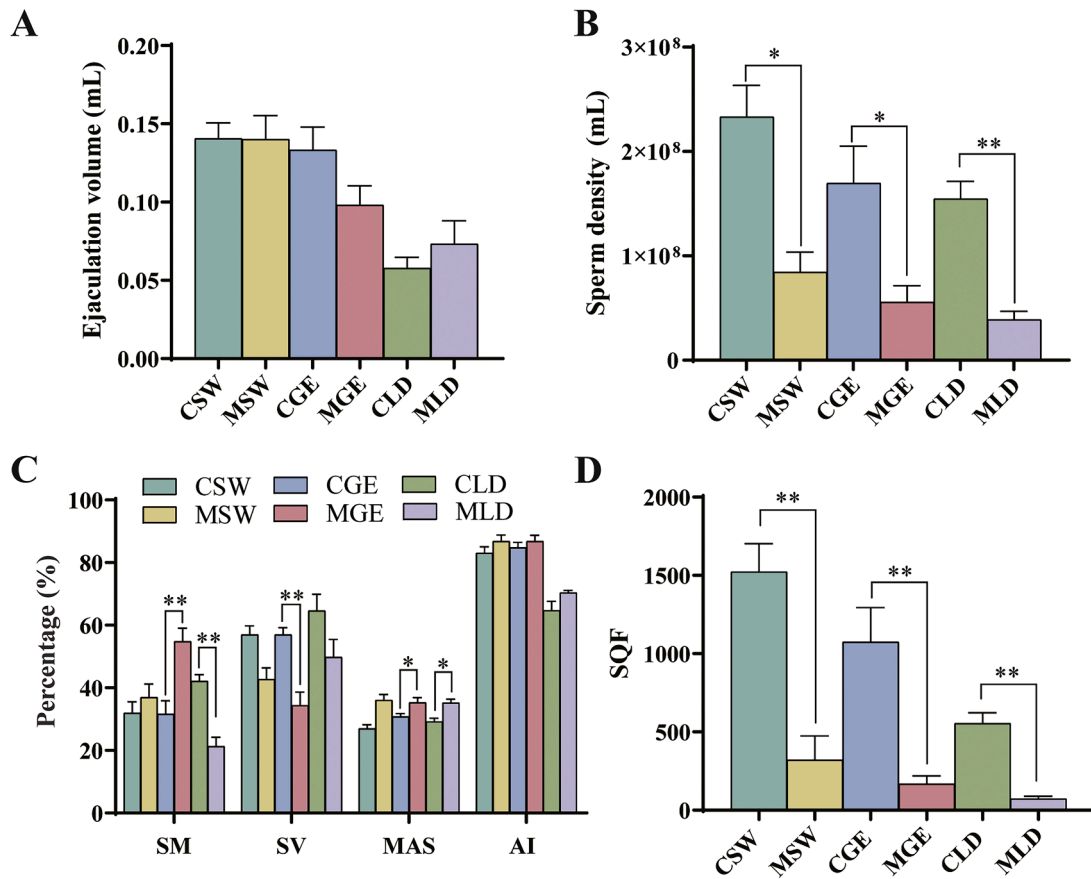 A
Ejaculation volume (mL)
0.20
0.15
0.10
0.05
0.00
CSW MSW CGE MGE CLD MLD
B
Sperm density (mL)
3×10⁸
2×10⁸
1×10⁸
0
* * **
CSW MSW CGE MGE CLD MLD
C
CSW CGE CLD
MSW MGE MLD
Percentage (%)
100
80
60
40
20
0
** ** ** * *
SM SV MAS AI
D
SQF
2000
1500
1000
500
0
** ** **
CSW MSW CGE MGE CLD MLD